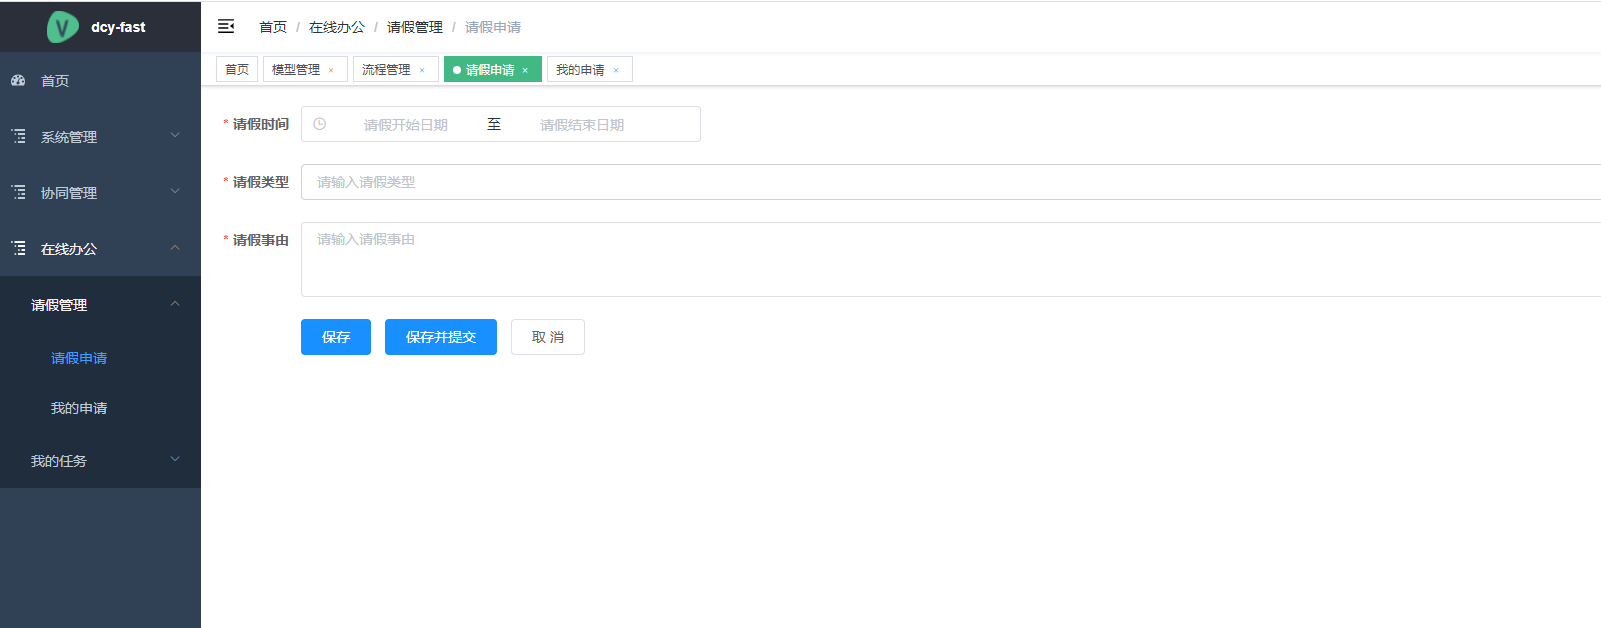 dcy-fast
首页
系统管理
协同管理
在线办公
请假管理
请假申请
我的申请
我的任务
首页 / 在线办公 / 请假管理 / 请假申请
首页 模型管理 × 流程管理 × 请假申请 × 我的申请 ×
* 请假时间 请假开始日期 至 请假结束日期
* 请假类型 请输入请假类型
* 请假事由 请输入请假事由
保存 保存并提交 取 消